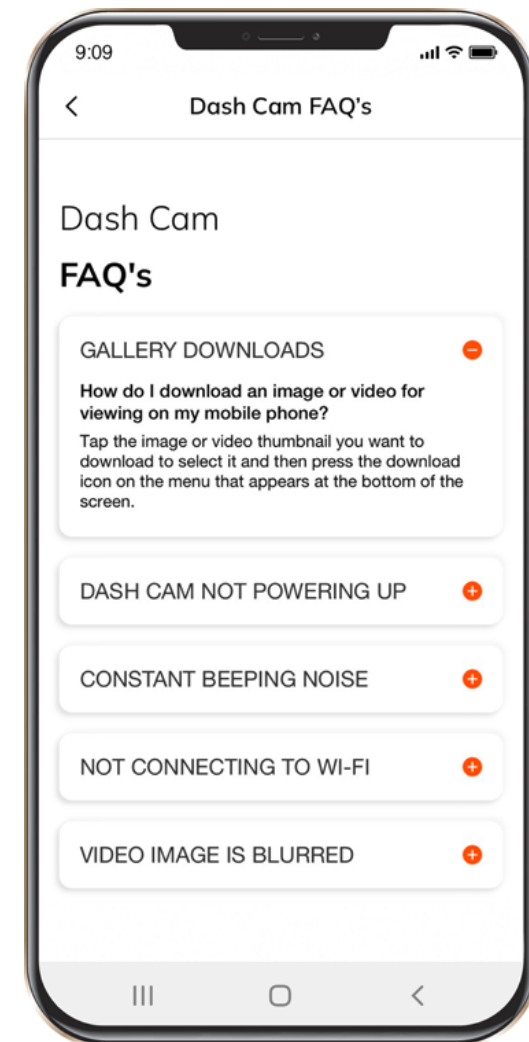 9:09
Dash Cam FAQ's
Dash Cam
FAQ's
GALLERY DOWNLOADS
How do I download an image or video for
viewing on my mobile phone?
Tap the image or video thumbnail you want to
download to select it and then press the download
icon on the menu that appears at the bottom of the
screen.
DASH CAM NOT POWERING UP
CONSTANT BEEPING NOISE
NOT CONNECTING TO WI-FI
VIDEO IMAGE IS BLURRED